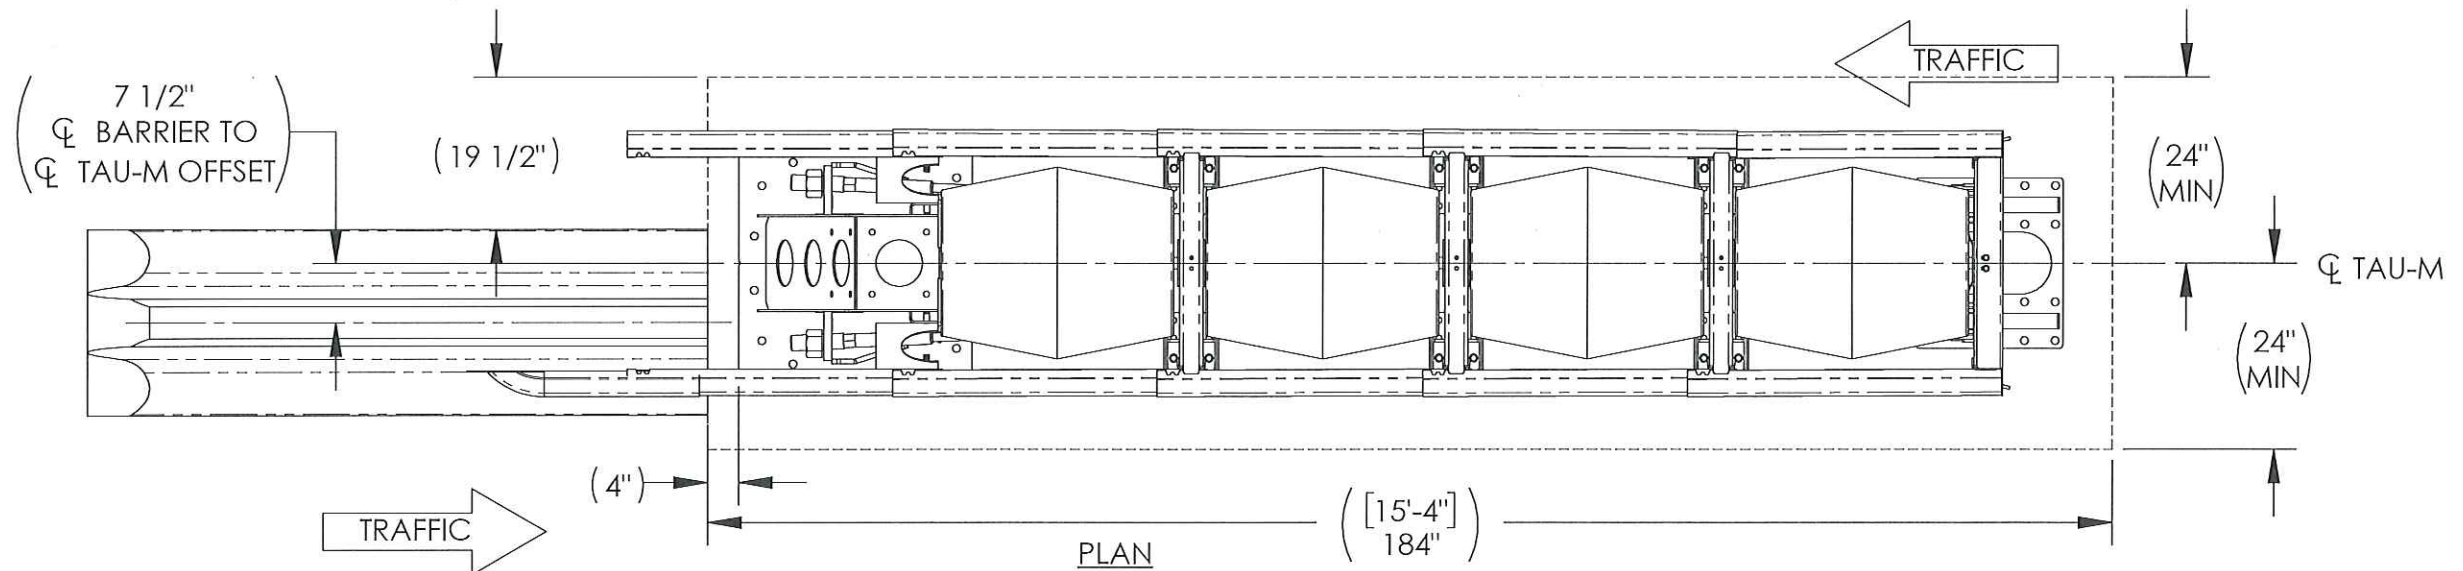 TRAFFIC
7 1/2"
℄ BARRIER TO
℄ TAU-M OFFSET
(19 1/2")
(24"
MIN)
℄ TAU-M
(24"
MIN)
(4")
([15'-4"]
184")
TRAFFIC
PLAN